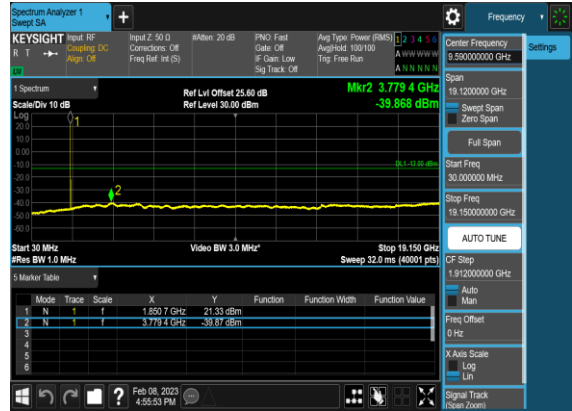 Spectrum Analyzer 1
Swept SA
Frequency
KEYSIGHT
R T
Input: RF
Coupling: DC
Align: Off
Input Z: 50 Ω
Corrections: Off
Freq Ref: Int (S)
#Atten: 20 dB
PNO: Fast
Gate: Off
IF Gain: Low
Sig Track: Off
Avg Type: Power (RMS)
Avg|Hold: 100/100
Trig: Free Run
1 2 3 4 5 6
A W W W W W
A N N N N N
LW
1 Spectrum
Scale/Div 10 dB
Ref Lvl Offset 25.60 dB
Ref Level 30.00 dBm
Mkr2 3.779 4 GHz
-39.868 dBm
Log
20.0
10.0
0.00
-10.0
-20.0
-30.0
-40.0
-50.0
-60.0
1
2
DL1 -13.00 dBm
Start 30 MHz
#Res BW 1.0 MHz
Video BW 3.0 MHz*
Stop 19.150 GHz
Sweep 32.0 ms (40001 pts)
5 Marker Table
Mode Trace Scale X Y Function Function Width Function Value
1 N 1 f 1.850 7 GHz 21.33 dBm
2 N 1 f 3.779 4 GHz -39.87 dBm
3
4
5
6
Feb 08, 2023
4:55:53 PM
Center Frequency
9.590000000 GHz
Settings
Span
19.1200000 GHz
Swept Span
Zero Span
Full Span
Start Freq
30.000000 MHz
Stop Freq
19.150000000 GHz
AUTO TUNE
CF Step
1.912000000 GHz
Auto
Man
Freq Offset
0 Hz
X Axis Scale
Log
Lin
Signal Track
(Span Zoom)